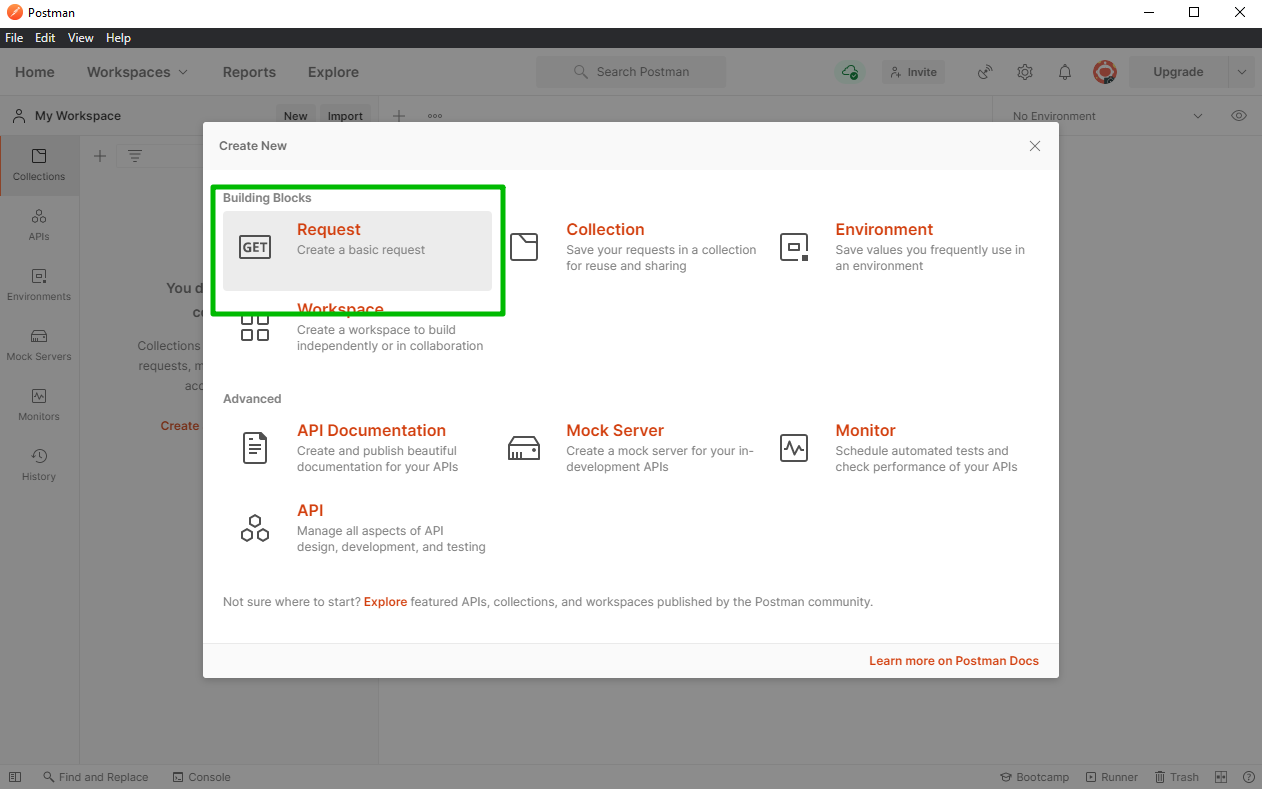 Postman
File Edit View Help
Home Workspaces Reports Explore Search Postman Invite Upgrade
My Workspace New Import No Environment
Collections
APIs
Environments
Mock Servers
Monitors
History
You d
Collections
requests, m
Create
Create New
Building Blocks
GET
Request
Create a basic request
Collection
Save your requests in a collection
for reuse and sharing
Environment
Save values you frequently use in
an environment
Workspace
Create a workspace to build
independently or in collaboration
Advanced
API Documentation
Create and publish beautiful
documentation for your APIs
Mock Server
Create a mock server for your in-
development APIs
Monitor
Schedule automated tests and
check performance of your APIs
API
Manage all aspects of API
design, development, and testing
Not sure where to start? Explore featured APIs, collections, and workspaces published by the Postman community.
Learn more on Postman Docs
Find and Replace Console Bootcamp Runner Trash